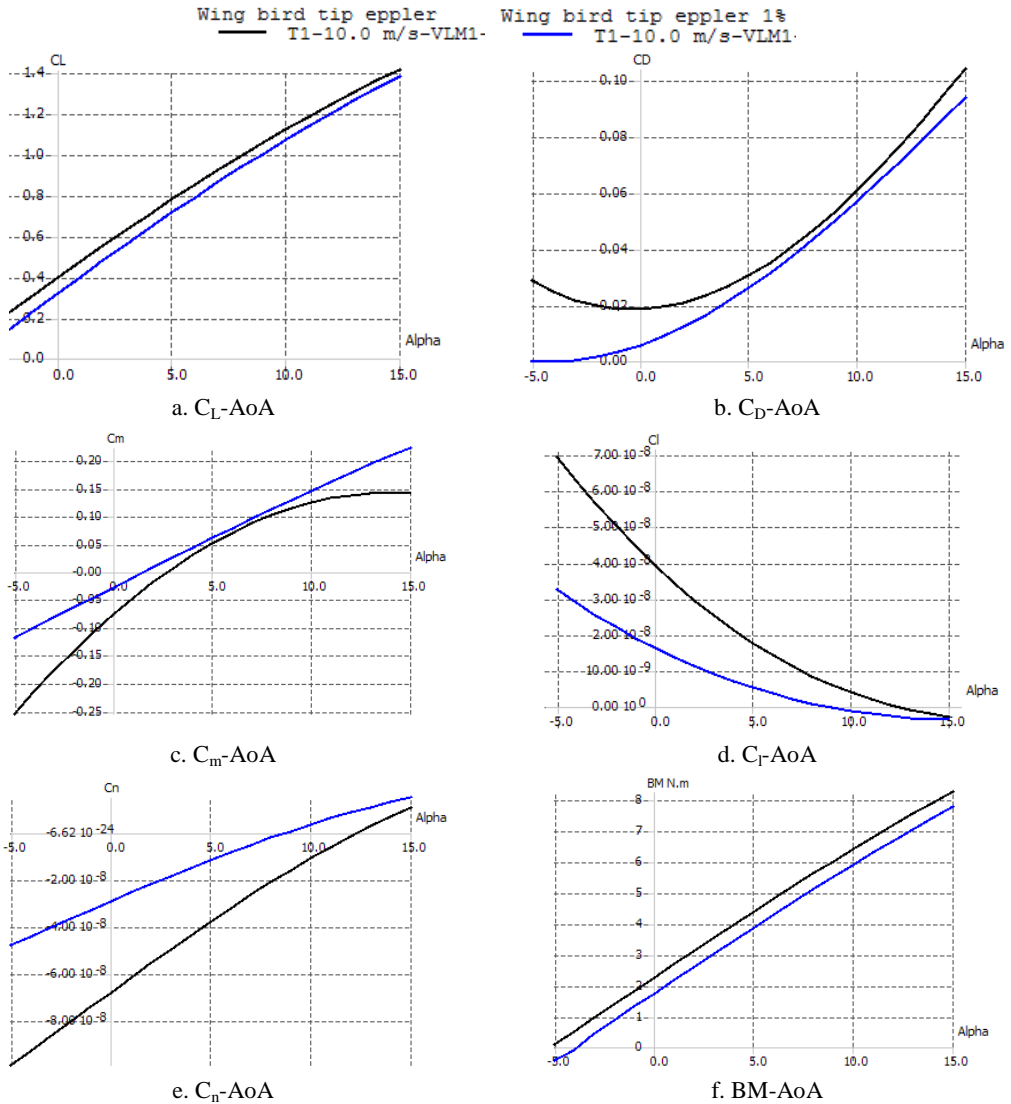 Wing bird tip eppler
T1-10.0 m/s-VLM1-
Wing bird tip eppler 1%
T1-10.0 m/s-VLM1-
CL
1.4
1.2
1.0
0.8
0.6
0.4
0.2
0.0
Alpha
0.0 5.0 10.0 15.0
a. CL-AoA
CD
0.10
0.08
0.06
0.04
0.02
0.00
Alpha
-5.0 0.0 5.0 10.0 15.0
b. CD-AoA
Cm
0.20
0.15
0.10
0.05
-0.00
Alpha
-5.0 0.0 5.0 10.0 15.0
-0.05
-0.10
-0.15
-0.20
-0.25
c. Cm-AoA
Cl
7.00 10^-8
6.00 10^-8
5.00 10^-8
4.00 10^-8
3.00 10^-8
2.00 10^-8
10.00 10^-9
0.00 10^0
Alpha
-5.0 0.0 5.0 10.0 15.0
d. Cl-AoA
Cn
-6.62 10^-24
Alpha
-5.0 0.0 5.0 10.0 15.0
-2.00 10^-8
-4.00 10^-8
-6.00 10^-8
-8.00 10^-8
e. Cn-AoA
BM N.m
8
7
6
5
4
3
2
1
0
Alpha
-5.0 0.0 5.0 10.0 15.0
f. BM-AoA